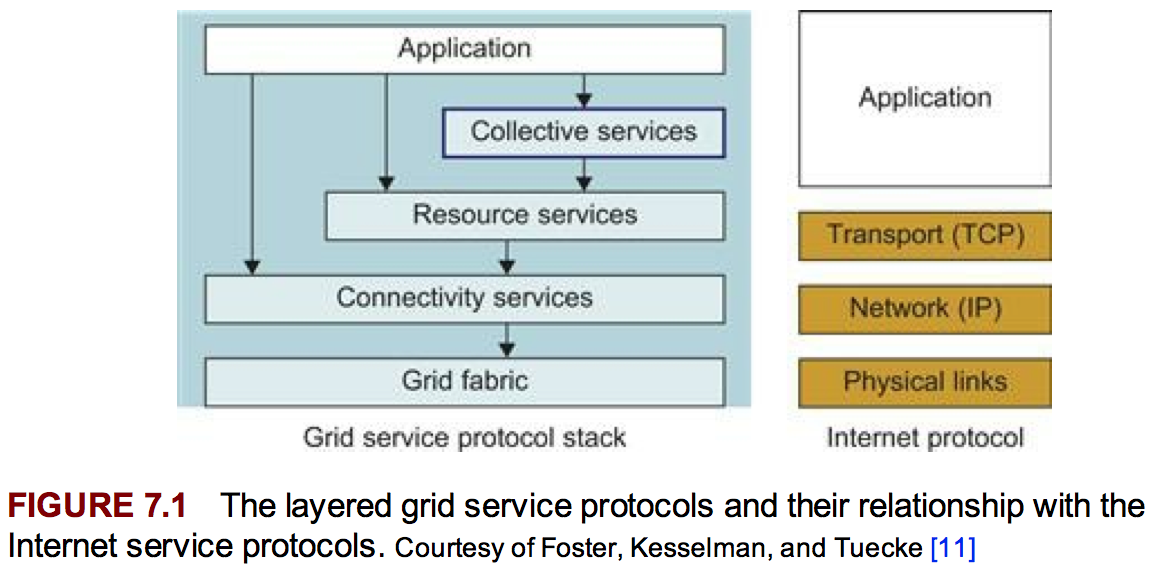 Application
Collective services
Resource services
Connectivity services
Grid fabric
Grid service protocol stack
Application
Transport (TCP)
Network (IP)
Physical links
Internet protocol
FIGURE 7.1 The layered grid service protocols and their relationship with the
Internet service protocols. Courtesy of Foster, Kesselman, and Tuecke [11]